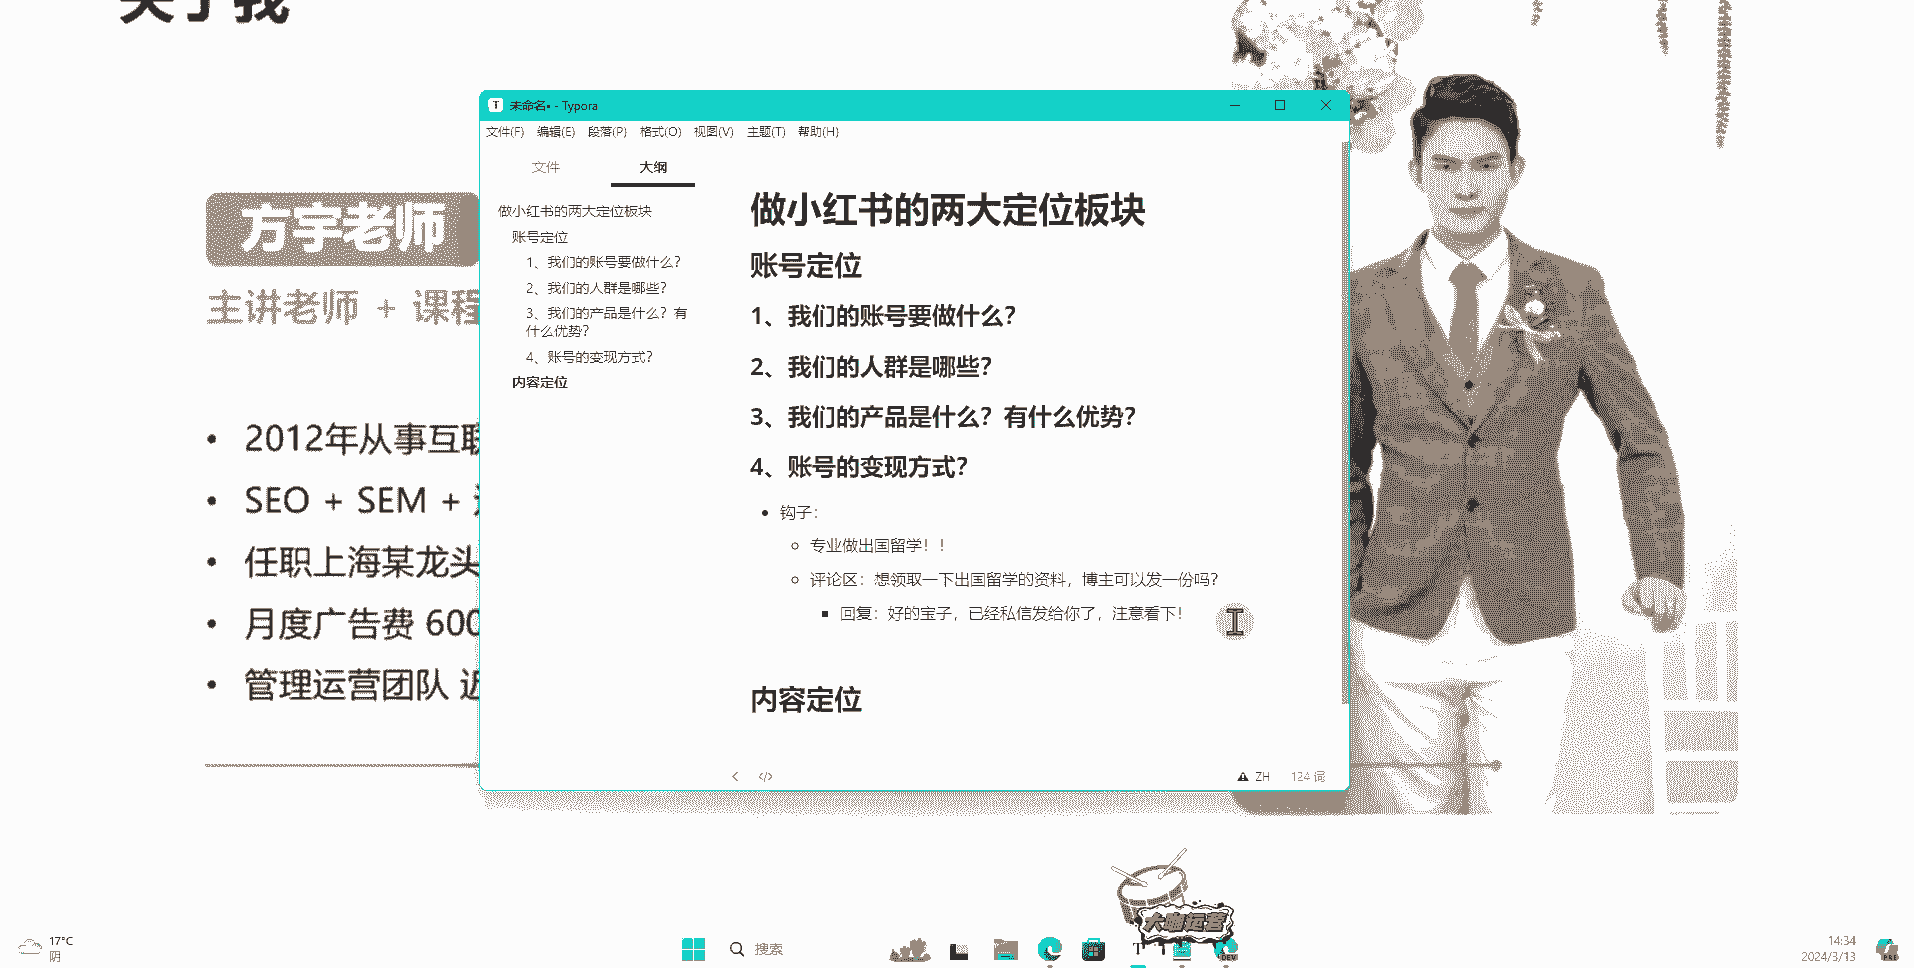 关于我
方宇老师
主讲老师 + 课程
2012年从事互联
SEO + SEM +
任职上海某龙头
月度广告费 600
管理运营团队 近
未命名• - Typora
文件(F) 编辑(E) 段落(P) 格式(O) 视图(V) 主题(T) 帮助(H)
文件 大纲
做小红书的两大定位板块
账号定位
1、我们的账号要做什么？
2、我们的人群是哪些？
3、我们的产品是什么？有
什么优势？
4、账号的变现方式？
内容定位
做小红书的两大定位板块
账号定位
1、我们的账号要做什么？
2、我们的人群是哪些？
3、我们的产品是什么？有什么优势？
4、账号的变现方式？
钩子：
专业做出国留学！！
评论区：想领取一下出国留学的资料，博主可以发一份吗？
回复：好的宝子，已经私信发给你了，注意看下！
内容定位
ZH 124 词
大咖运营
17°C
阴
搜索
DEV
14:34
2024/3/13
PRE